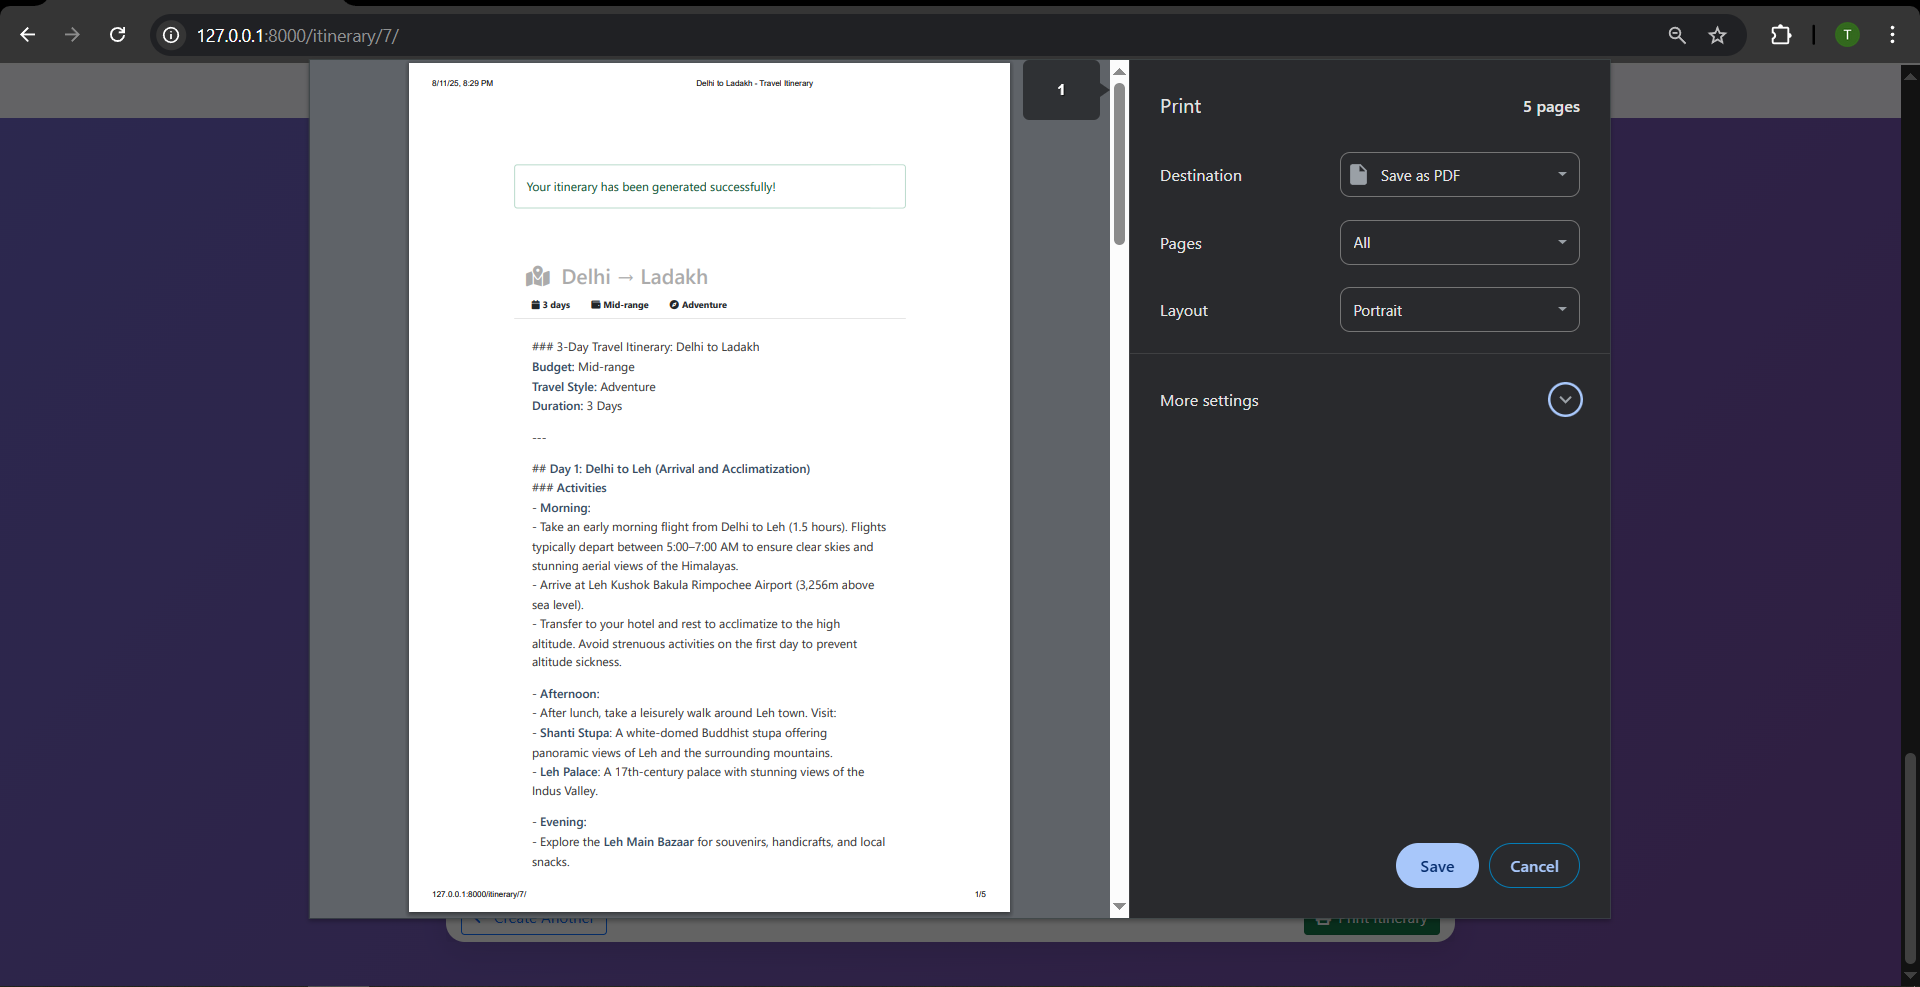 127.0.0.1:8000/itinerary/7/
T
8/11/25, 8:29 PM
Delhi to Ladakh - Travel Itinerary
Your itinerary has been generated successfully!
Delhi → Ladakh
3 days Mid-range Adventure
### 3-Day Travel Itinerary: Delhi to Ladakh
Budget: Mid-range
Travel Style: Adventure
Duration: 3 Days
---
## Day 1: Delhi to Leh (Arrival and Acclimatization)
### Activities
- Morning:
- Take an early morning flight from Delhi to Leh (1.5 hours). Flights
typically depart between 5:00–7:00 AM to ensure clear skies and
stunning aerial views of the Himalayas.
- Arrive at Leh Kushok Bakula Rimpochee Airport (3,256m above
sea level).
- Transfer to your hotel and rest to acclimatize to the high
altitude. Avoid strenuous activities on the first day to prevent
altitude sickness.
- Afternoon:
- After lunch, take a leisurely walk around Leh town. Visit:
- Shanti Stupa: A white-domed Buddhist stupa offering
panoramic views of Leh and the surrounding mountains.
- Leh Palace: A 17th-century palace with stunning views of the
Indus Valley.
- Evening:
- Explore the Leh Main Bazaar for souvenirs, handicrafts, and local
snacks.
127.0.0.1:8000/itinerary/7/
1/5
1
Print
5 pages
Destination
Save as PDF
Pages
All
Layout
Portrait
More settings
Save
Cancel
Create Another
Print Itinerary